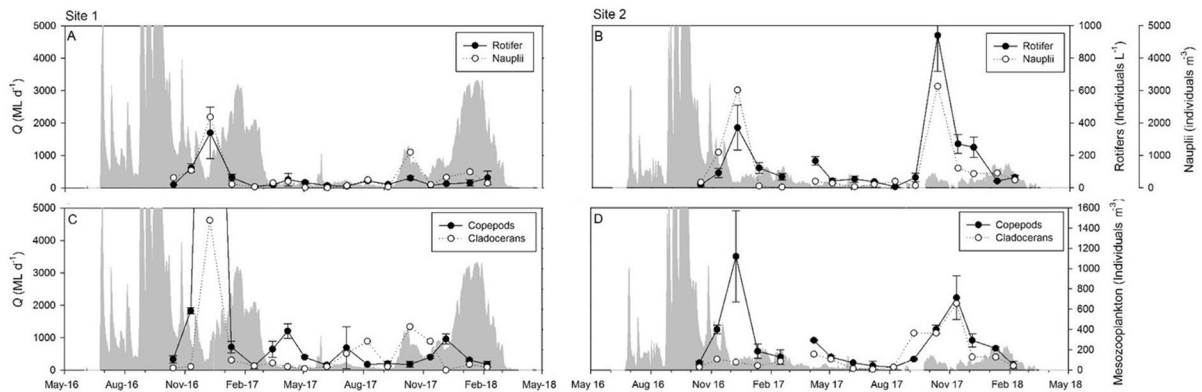 Site 1
Site 2
A
Rotifer
Nauplii
5000
4000
3000
2000
1000
0
Q (ML d⁻¹)
B
Rotifer
Nauplii
1000
800
600
400
200
0
Rotifers (Individuals L⁻¹)
5000
4000
3000
2000
1000
0
Nauplii (individuals m³)
C
Copepods
Cladocerans
5000
4000
3000
2000
1000
0
Q (ML d⁻¹)
May-16 Aug-16 Nov-16 Feb-17 May-17 Aug-17 Nov-17 Feb-18 May-18
D
Copepods
Cladocerans
1600
1400
1200
1000
800
600
400
200
0
Mesozooplankton (Individuals m³)
May 16 Aug 16 Nov 16 Feb 17 May 17 Aug 17 Nov 17 Feb 18 May 18